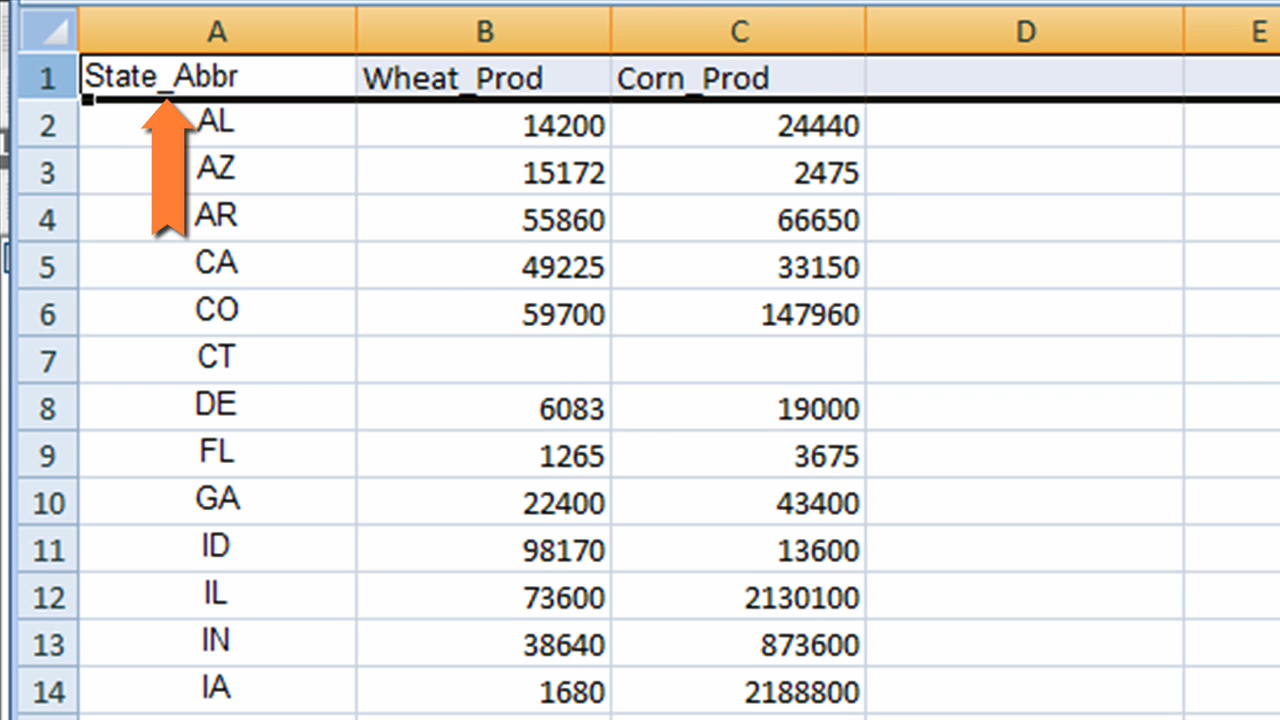 A B C D E
1 State_Abbr Wheat_Prod Corn_Prod
2 AL 14200 24440
3 AZ 15172 2475
4 AR 55860 66650
5 CA 49225 33150
6 CO 59700 147960
7 CT
8 DE 6083 19000
9 FL 1265 3675
10 GA 22400 43400
11 ID 98170 13600
12 IL 73600 2130100
13 IN 38640 873600
14 IA 1680 2188800